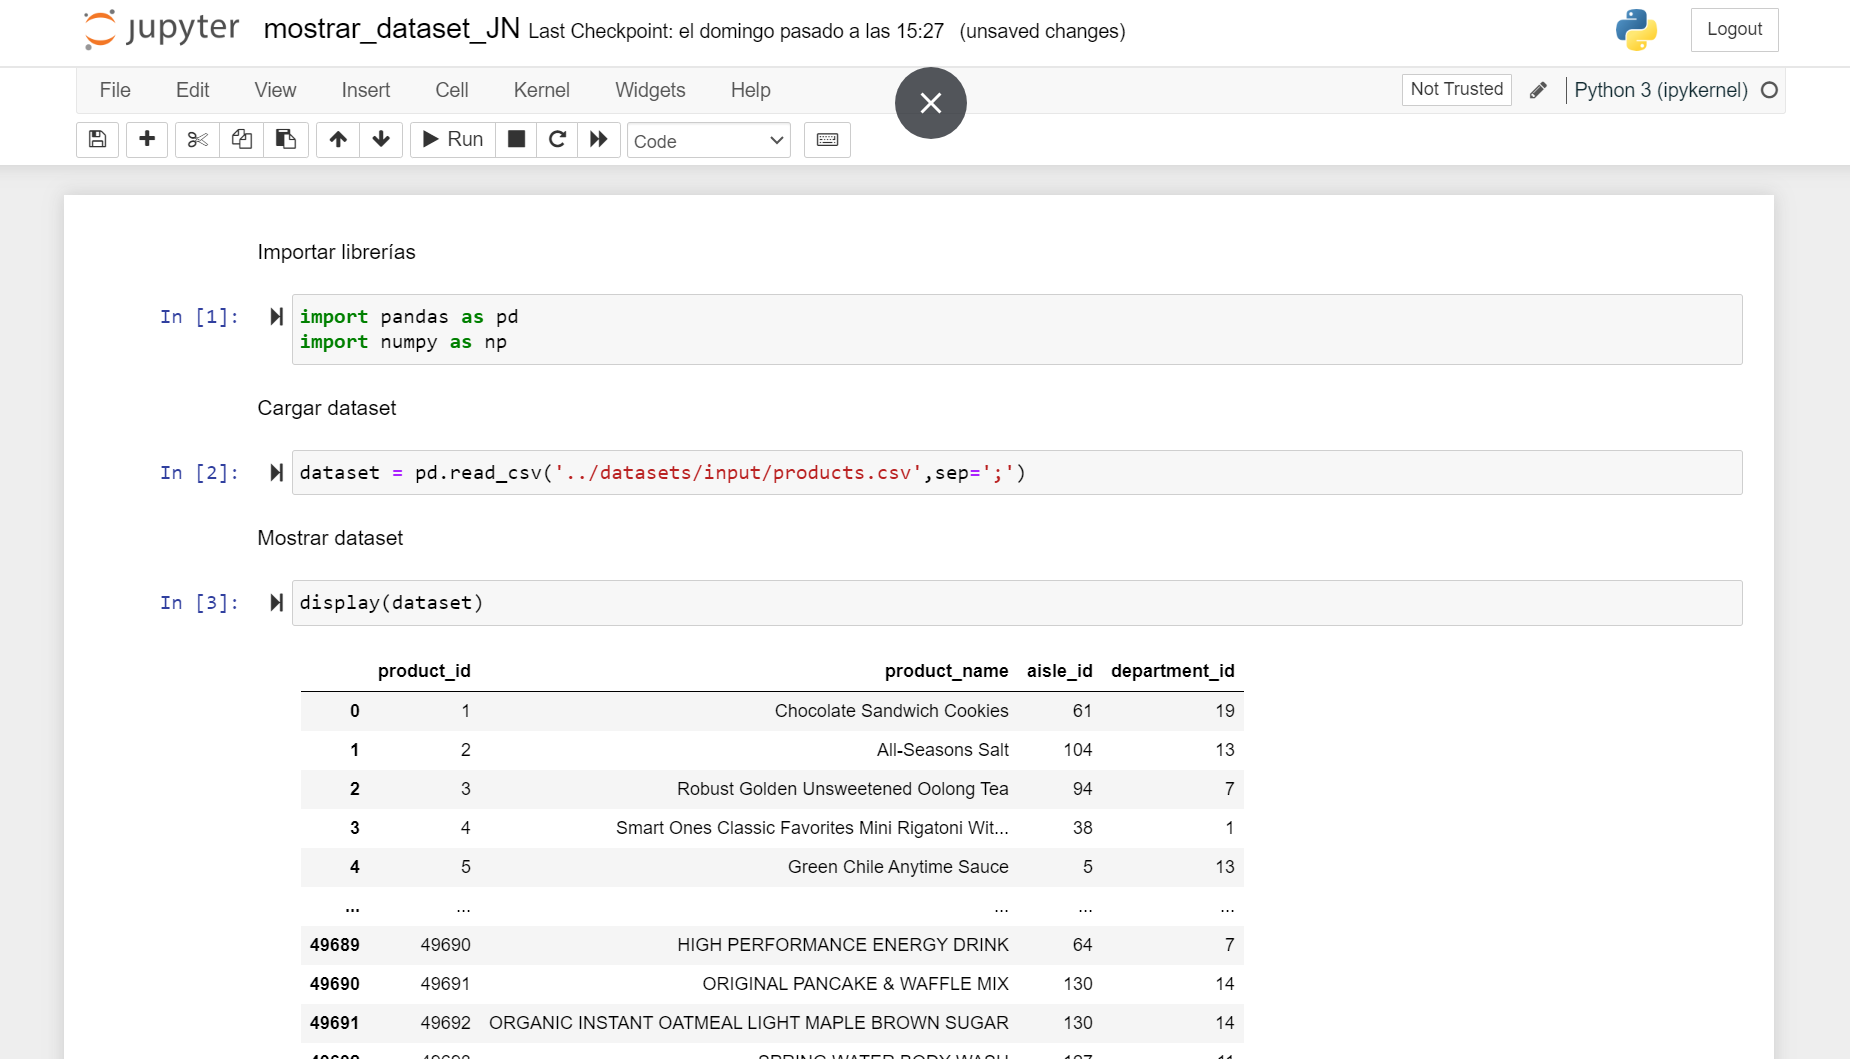 jupyter mostrar_dataset_JN Last Checkpoint: el domingo pasado a las 15:27 (unsaved changes) Logout
File Edit View Insert Cell Kernel Widgets Help Not Trusted Python 3 (ipykernel)
Run Code
Importar librerías
In [1]: import pandas as pd
import numpy as np
Cargar dataset
In [2]: dataset = pd.read_csv('../datasets/input/products.csv',sep=';')
Mostrar dataset
In [3]: display(dataset)
product_id product_name aisle_id department_id
0 1 Chocolate Sandwich Cookies 61 19
1 2 All-Seasons Salt 104 13
2 3 Robust Golden Unsweetened Oolong Tea 94 7
3 4 Smart Ones Classic Favorites Mini Rigatoni Wit... 38 1
4 5 Green Chile Anytime Sauce 5 13
... ... ... ... ...
49689 49690 HIGH PERFORMANCE ENERGY DRINK 64 7
49690 49691 ORIGINAL PANCAKE & WAFFLE MIX 130 14
49691 49692 ORGANIC INSTANT OATMEAL LIGHT MAPLE BROWN SUGAR 130 14
SPRING WATER BODY WASH